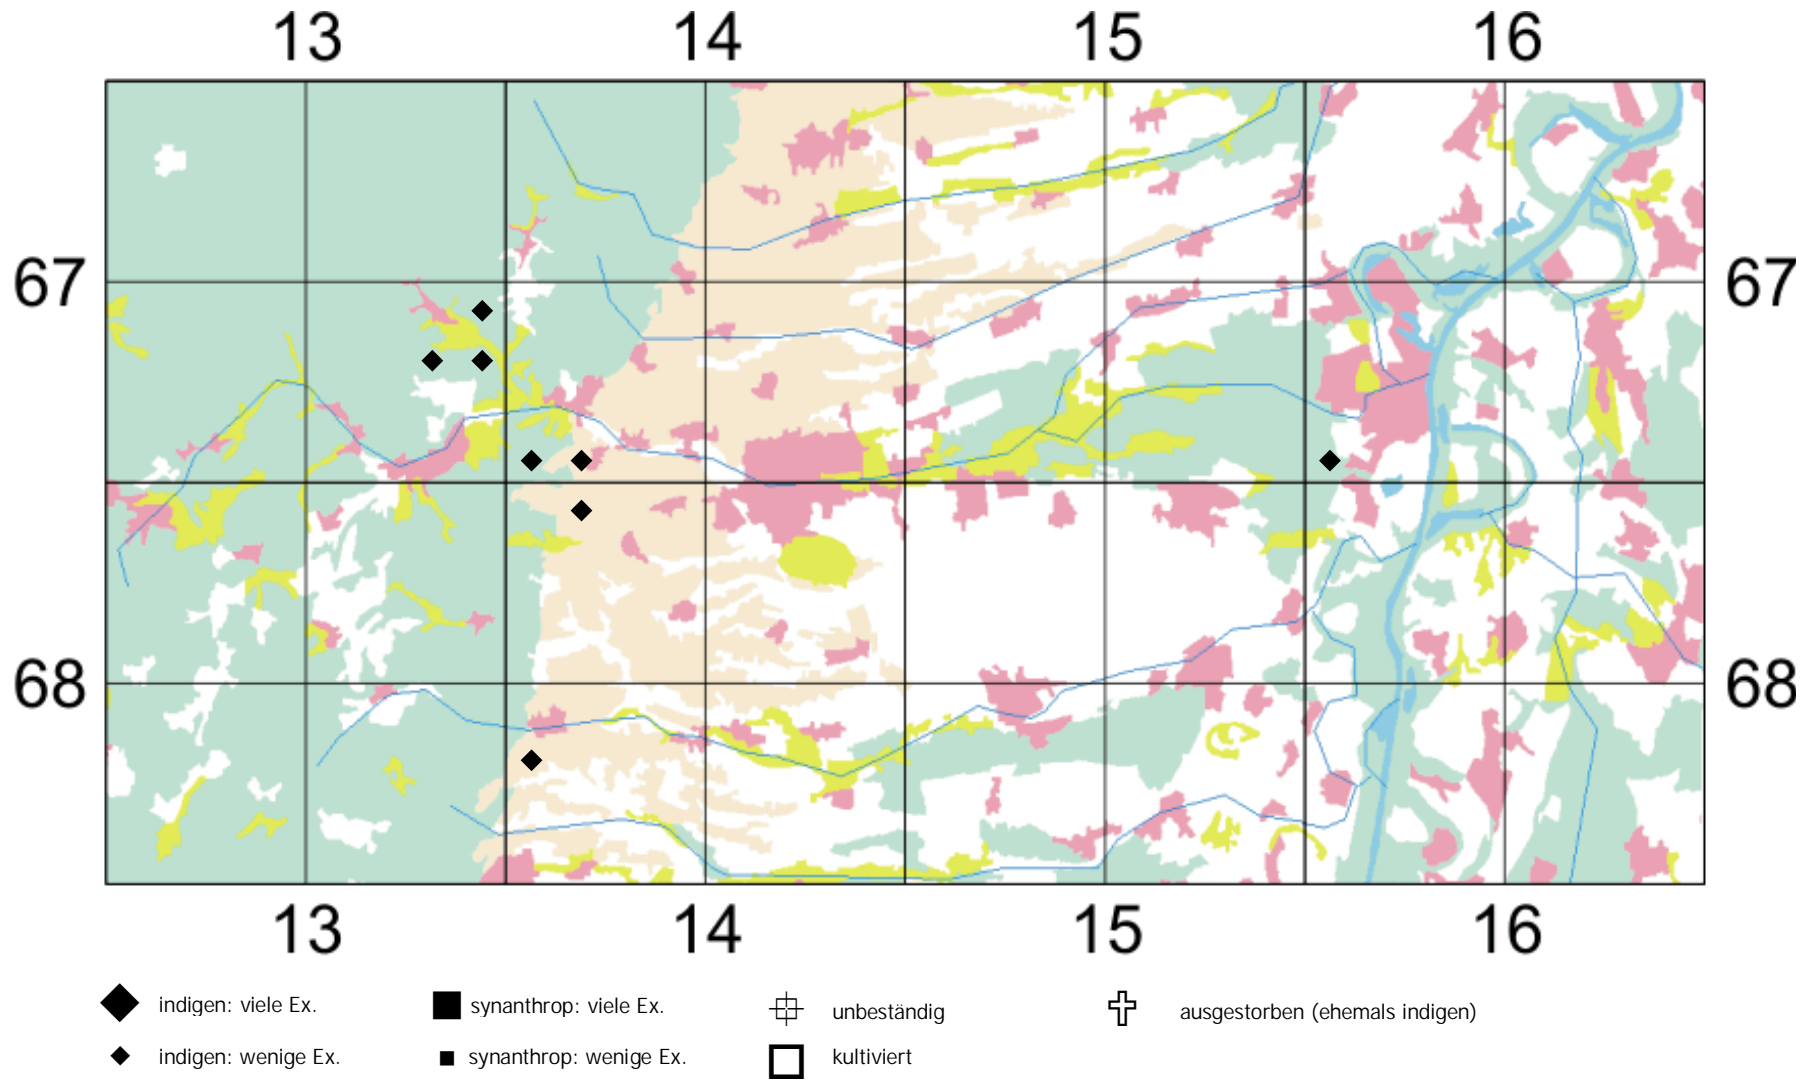 13 14 15 16
67 67
68 68
13 14 15 16
indigen: viele Ex. synanthrop: viele Ex. unbeständig ausgestorben (ehemals indigen)
indigen: wenige Ex. synanthrop: wenige Ex. kultiviert